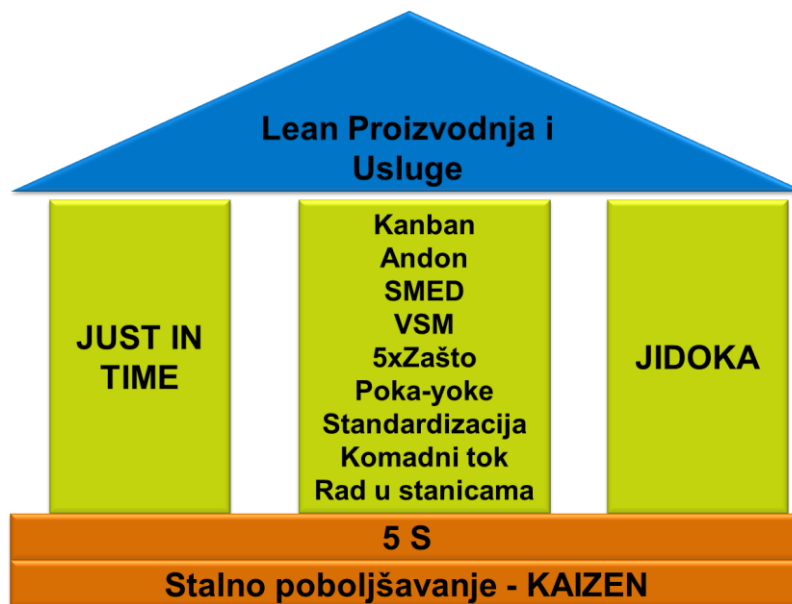 Lean Proizvodnja i
Usluge
JUST IN
TIME
Kanban
Andon
SMED
VSM
5xZašto
Poka-yoke
Standardizacija
Komadni tok
Rad u stanicama
JIDOKA
5 S
Stalno poboljšavanje - KAIZEN